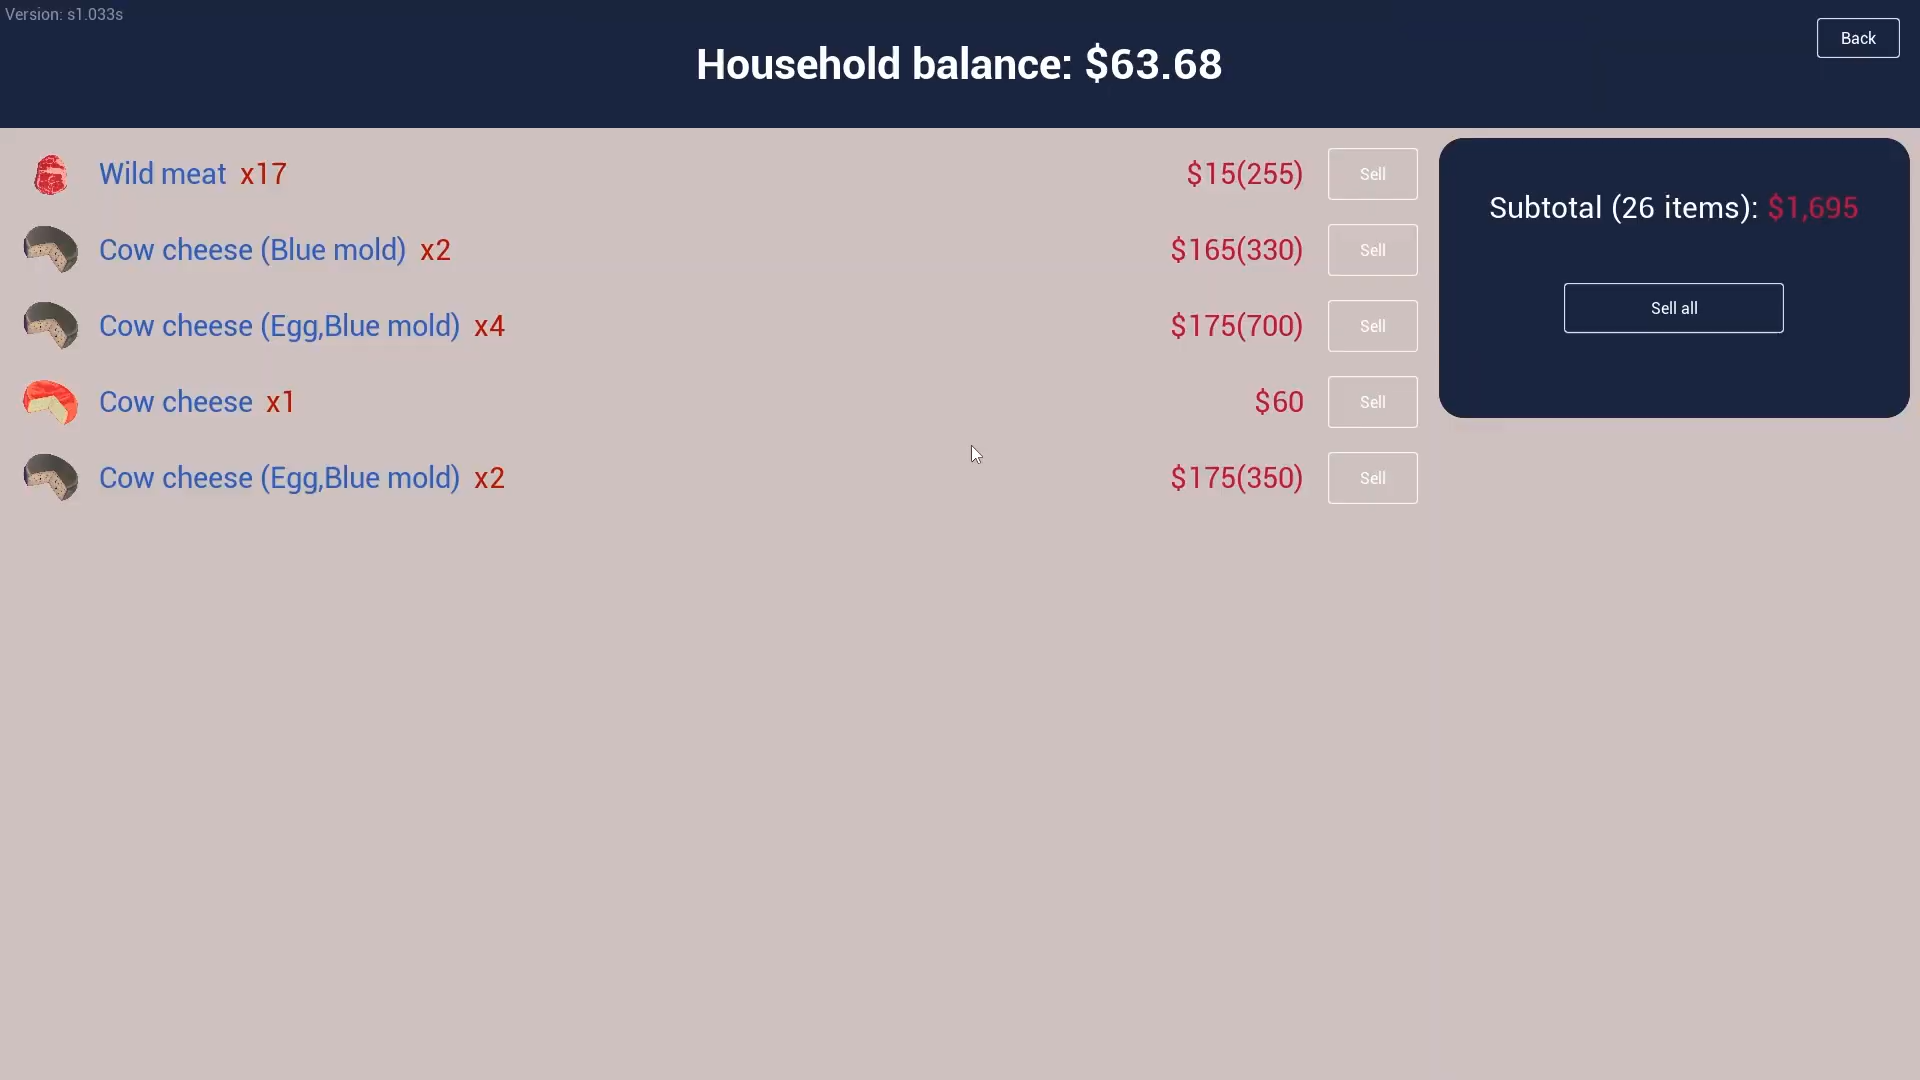 Version: s1.033s
Back
Household balance: $63.68
Wild meat x17 $15(255) Sell
Cow cheese (Blue mold) x2 $165(330) Sell
Cow cheese (Egg,Blue mold) x4 $175(700) Sell
Cow cheese x1 $60 Sell
Cow cheese (Egg,Blue mold) x2 $175(350) Sell
Subtotal (26 items): $1,695
Sell all